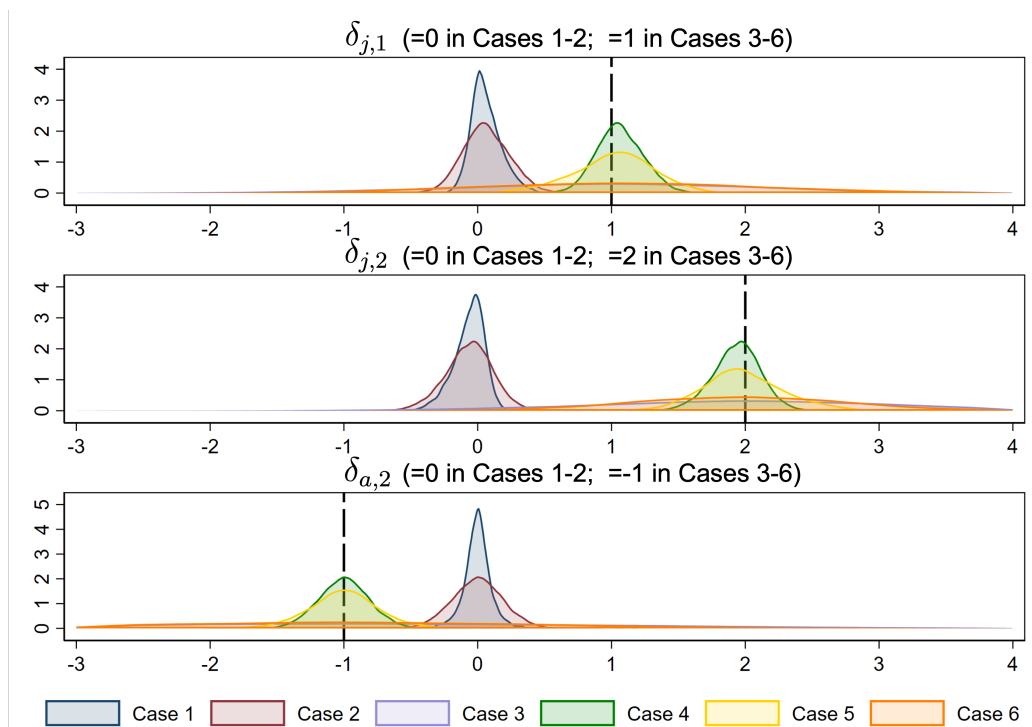 δj,1 (=0 in Cases 1-2; =1 in Cases 3-6)
4
3
2
1
0
-3 -2 -1 0 1 2 3 4
δj,2 (=0 in Cases 1-2; =2 in Cases 3-6)
4
3
2
1
0
-3 -2 -1 0 1 2 3 4
δa,2 (=0 in Cases 1-2; =-1 in Cases 3-6)
5
4
3
2
1
0
-3 -2 -1 0 1 2 3 4
Case 1 Case 2 Case 3 Case 4 Case 5 Case 6